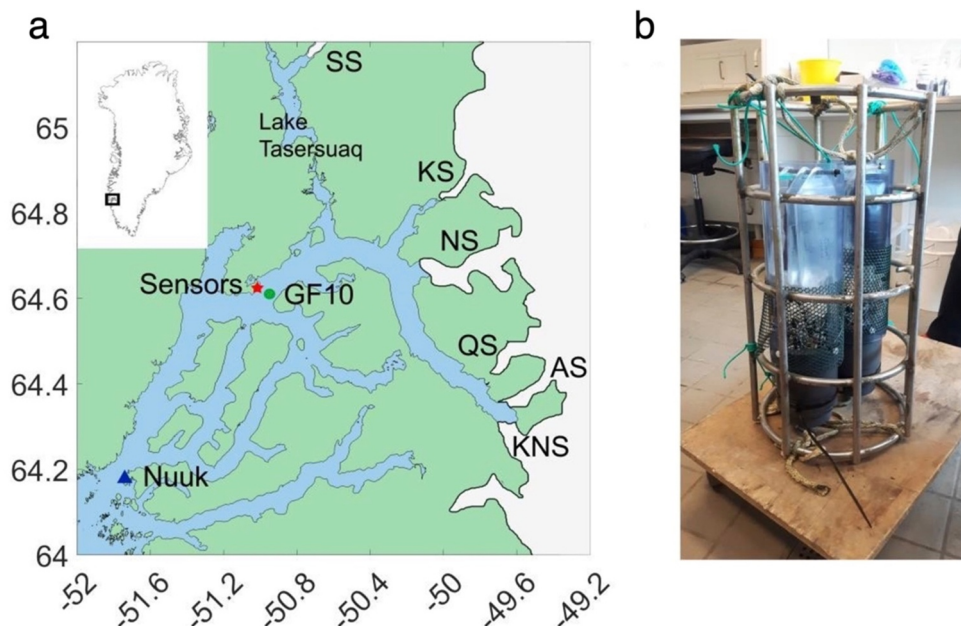 a
b
SS
65
Lake
Tasersuaq
KS
64.8
NS
Sensors
GF10
64.6
QS
AS
64.4
KNS
64.2
Nuuk
64
-52
-51.6
-51.2
-50.8
-50.4
-50
-49.6
-49.2